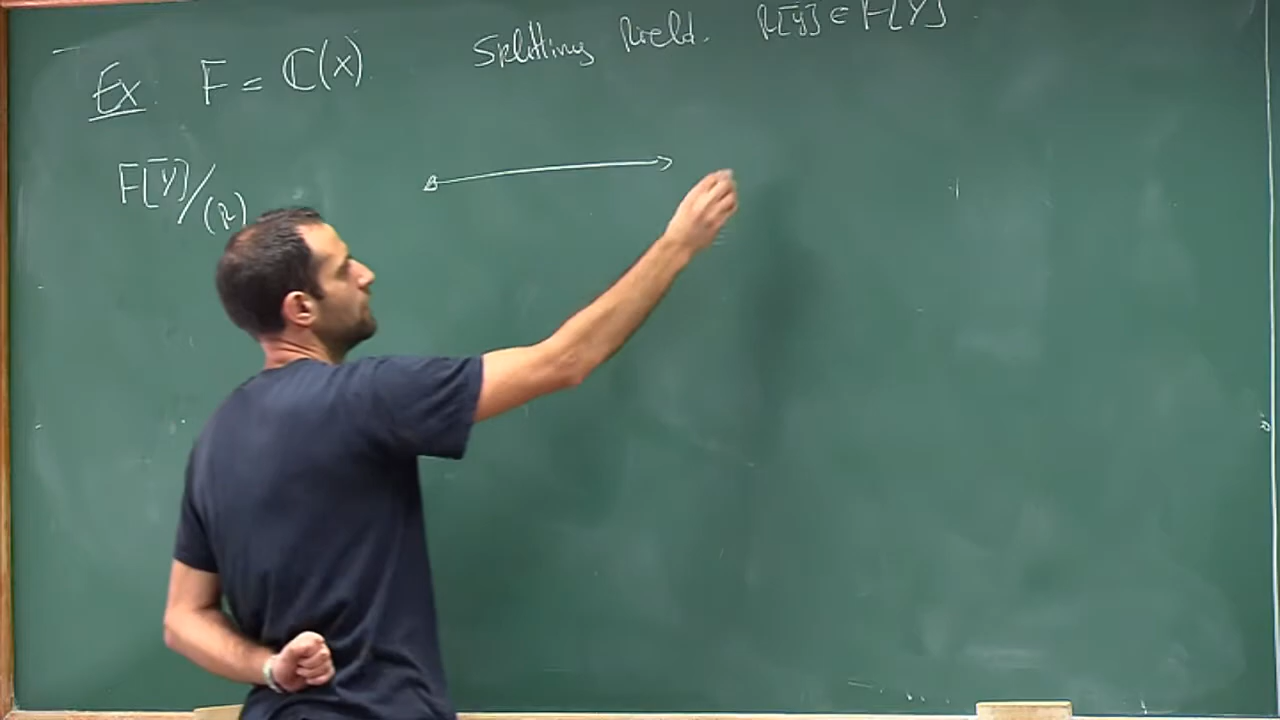 Ex. F = ℂ(x). Splitting field. R[Y] ∈ F[Y]
F[Y]/(R)